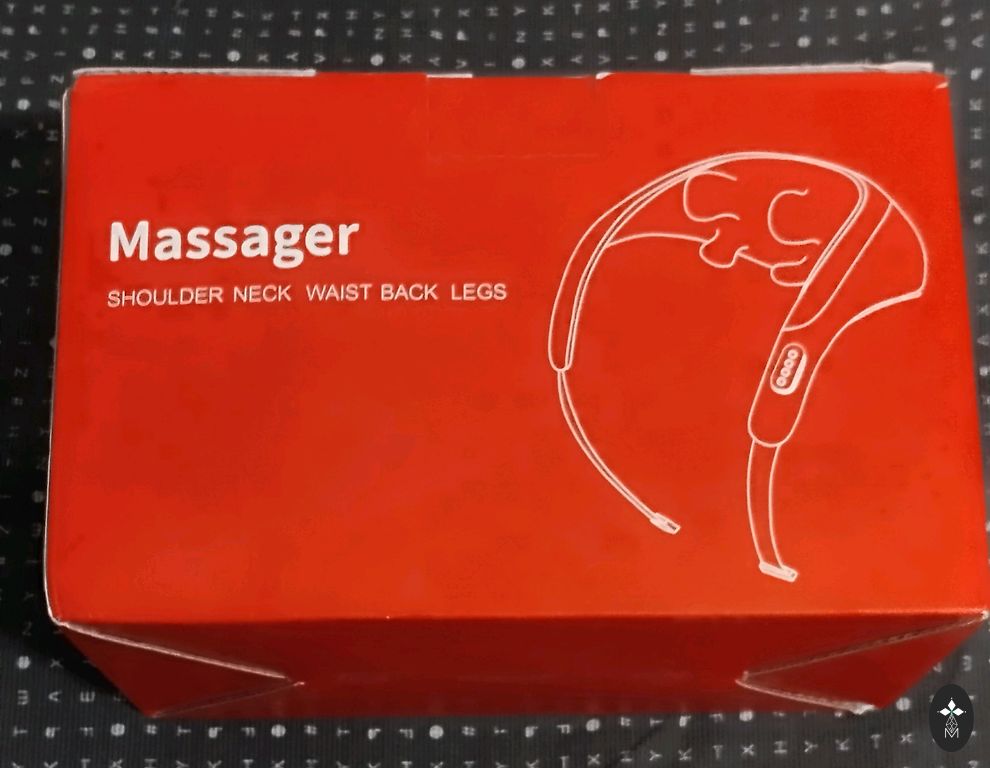 Massager
SHOULDER NECK WAIST BACK LEGS
M